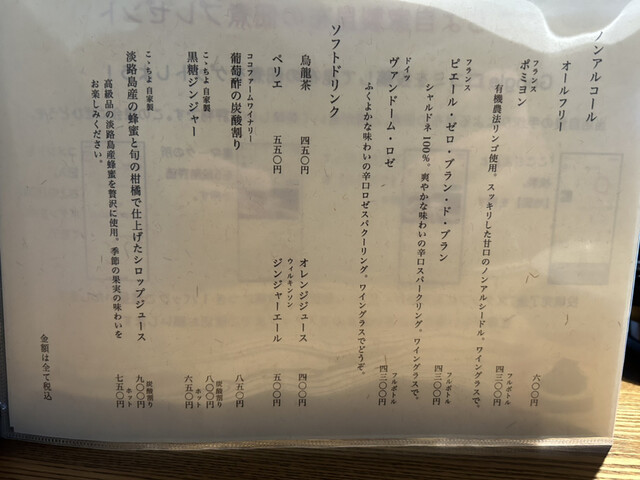 ノンアルコール
オールフリー
六〇〇円
フランス
ポミヨン
フルボトル
四三〇〇円
有機農法リンゴ使用。スッキリした甘口のノンアルシードル。ワイングラスで。
フランス
ピエール・ゼロ・ブラン・ド・ブラン
フルボトル
四三〇〇円
シャルドネ100%。爽やかな味わいの辛口スパークリング。ワイングラスで。
ドイツ
ヴァンドーム・ロゼ
フルボトル
四三〇〇円
ふくよかな味わいの辛口ロゼスパクーリング。ワイングラスでどうぞ。
ソフトドリンク
烏龍茶 四五〇円
オレンジジュース 四〇〇円
ペリエ 五五〇円
ウィルキンソン
ジンジャーエール 五〇〇円
ココファームワイナリー
葡萄酢の炭酸割り 八五〇円
こゝちよ 自家製
黒糖ジンジャー
炭酸割り 八〇〇円
ホット 六五〇円
こゝちよ 自家製
淡路島産の蜂蜜と旬の柑橘で仕上げたシロップジュース
炭酸割り 九〇〇円
ホット 七五〇円
高級品の淡路島産蜂蜜を贅沢に使用。季節の果実の味わいを
お楽しみください。
金額は全て税込